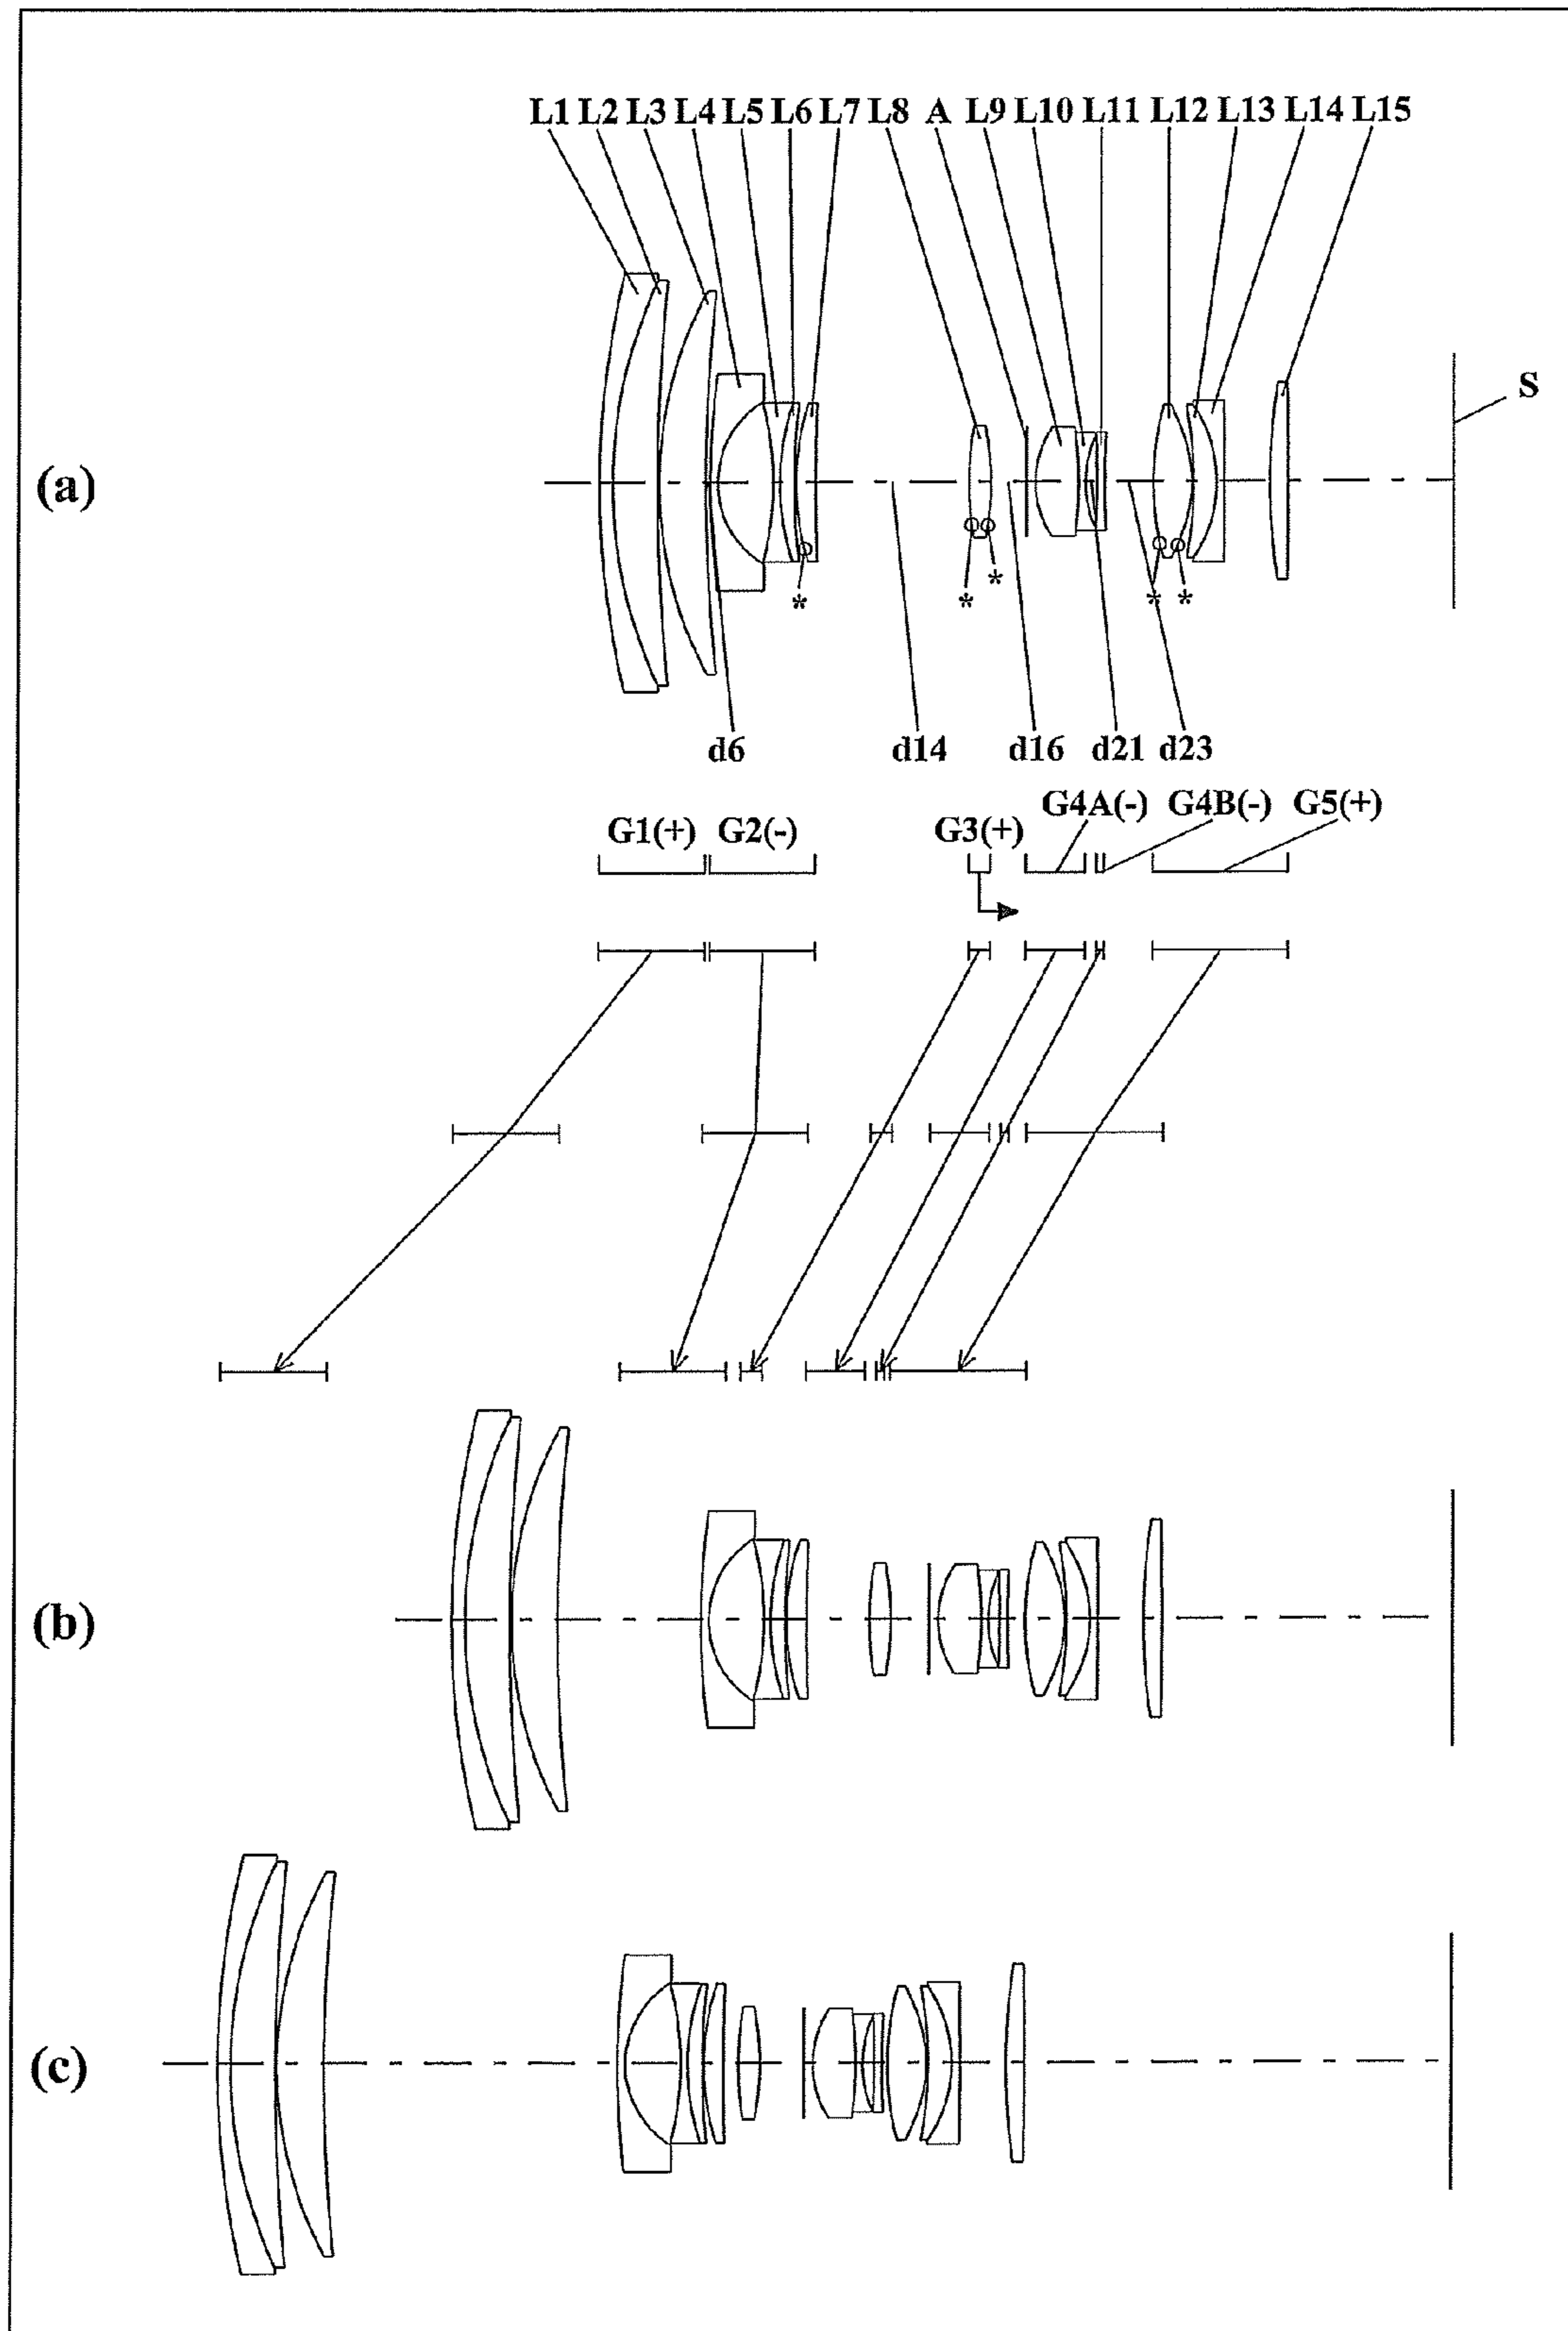 L1 L2 L3 L4 L5 L6 L7 L8 A L9 L10 L11 L12 L13 L14 L15
S
(a)
* * * * *
d6 d14 d16 d21 d23
G4A(-) G4B(-) G5(+)
G1(+) G2(-) G3(+)
(b)
(c)